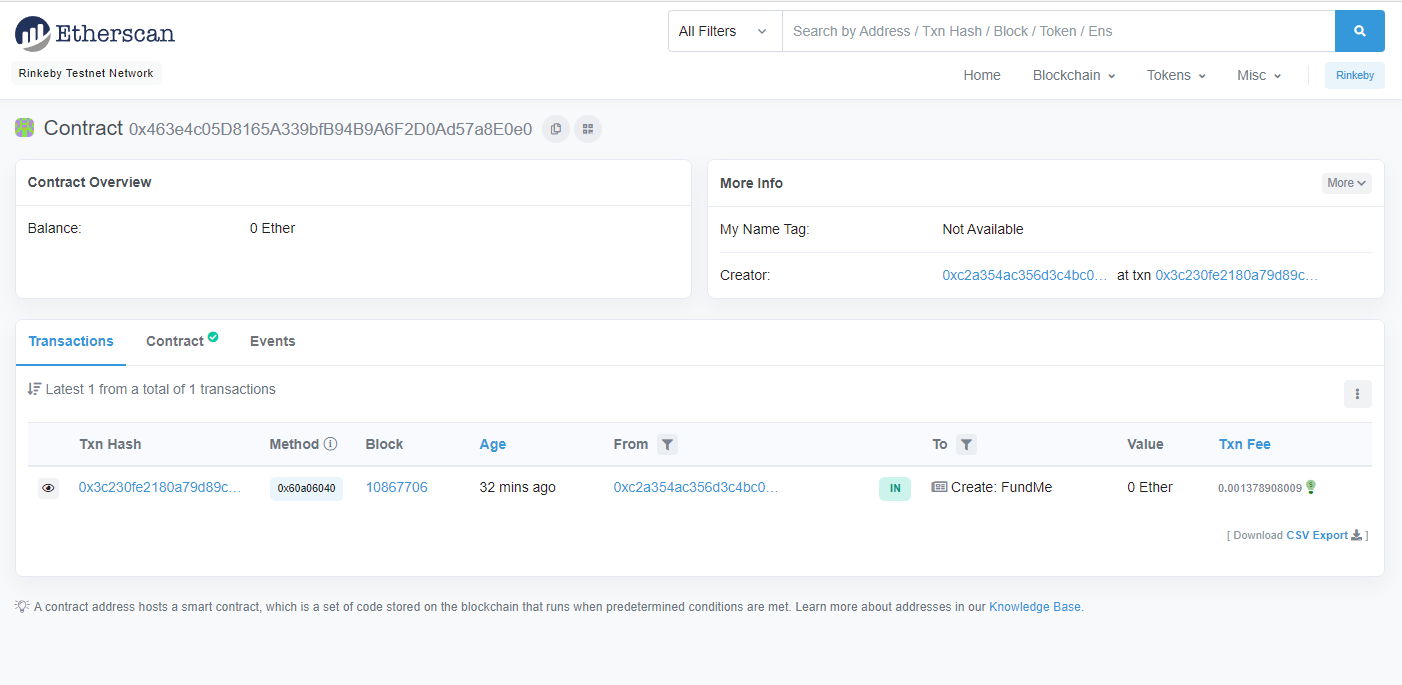 Etherscan
All Filters
Search by Address / Txn Hash / Block / Token / Ens
Rinkeby Testnet Network
Home Blockchain Tokens Misc Rinkeby
Contract 0x463e4c05D8165A339bfB94B9A6F2D0Ad57a8E0e0
Contract Overview
Balance: 0 Ether
More Info More
My Name Tag: Not Available
Creator: 0xc2a354ac356d3c4bc0... at txn 0x3c230fe2180a79d89c...
Transactions Contract Events
Latest 1 from a total of 1 transactions
Txn Hash Method Block Age From To Value Txn Fee
0x3c230fe2180a79d89c... 0x60a06040 10867706 32 mins ago 0xc2a354ac356d3c4bc0... IN Create: FundMe 0 Ether 0.001378908009
[ Download CSV Export ]
A contract address hosts a smart contract, which is a set of code stored on the blockchain that runs when predetermined conditions are met. Learn more about addresses in our Knowledge Base.